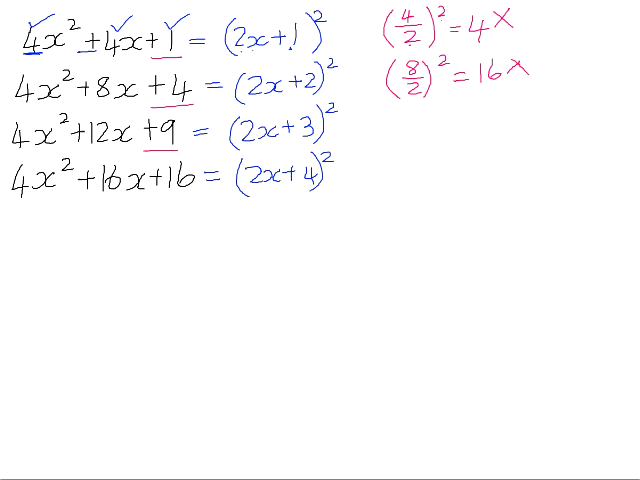 4x² + 4x + 1 = (2x + 1)²
4x² + 8x + 4 = (2x + 2)²
4x² + 12x + 9 = (2x + 3)²
4x² + 16x + 16 = (2x + 4)²
(4/2)² = 4 ×
(8/2)² = 16 ×